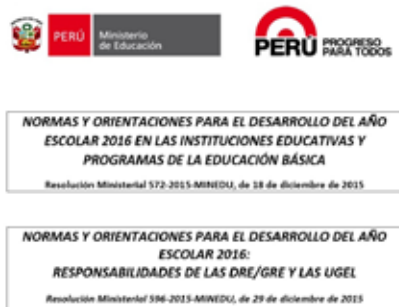 PERÚ Ministerio
de Educación
PERÚ PROGRESO
PARA TODOS
NORMAS Y ORIENTACIONES PARA EL DESARROLLO DEL AÑO
ESCOLAR 2016 EN LAS INSTITUCIONES EDUCATIVAS Y
PROGRAMAS DE LA EDUCACIÓN BÁSICA
Resolución Ministerial 572-2015-MINEDU, de 18 de diciembre de 2015
NORMAS Y ORIENTACIONES PARA EL DESARROLLO DEL AÑO
ESCOLAR 2016:
RESPONSABILIDADES DE LAS DRE/GRE Y LAS UGEL
Resolución Ministerial 596-2015-MINEDU, de 29 de diciembre de 2015